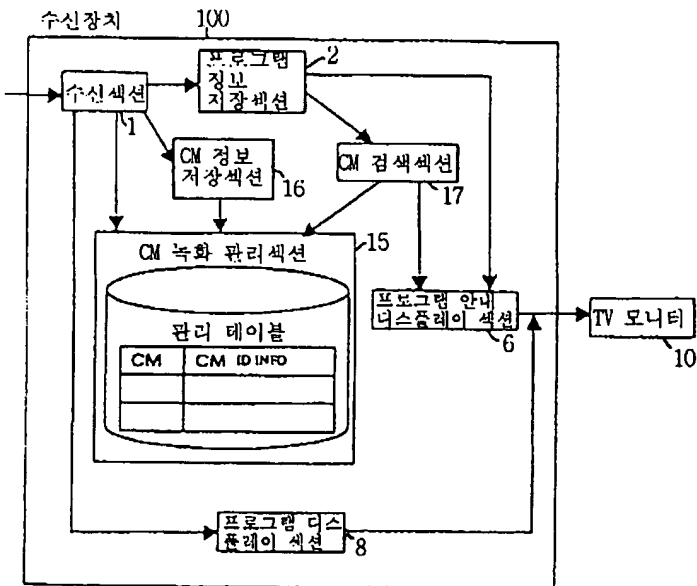 수신장치
100
프로그램
정보
저장섹션
2
수신섹션
1
CM 정보
저장섹션
16
CM 검색섹션
17
CM 녹화 관리섹션
15
관리 테이블
CM
CM ID INFO
프로그램 안내
디스플레이 섹션
6
TV 모니터
10
프로그램 디스
플레이 섹션
8